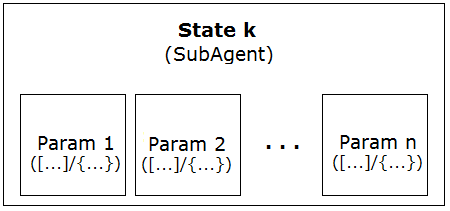 State k
(SubAgent)
Param 1
([...]/{...})
Param 2
([...]/{...})
...
Param n
([...]/{...})